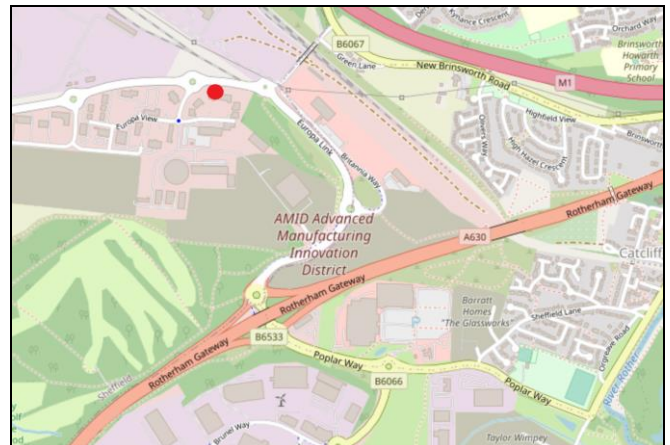 Kynance Crescent
Orchard Way
Brinsworth
Howarth
Primary
School
B6067
Green Lane
New Brinsworth Road
M1
Highfield View
Brinsworth
Olivers Way
High Hazel Crescent
Europa View
Europa Link
Britannia Way
AMID Advanced
Manufacturing
Innovation
District
A630
Rotherham Gateway
Rotherham Gateway
Catcliff
Barratt
Homes
"The Glassworks"
Sheffield Lane
Orgreave Road
P
B6533
Rotherham Gateway
Poplar Way
Poplar Way
B6066
River Rother
Sheffield
Brunel Way
Taylor Wimpey